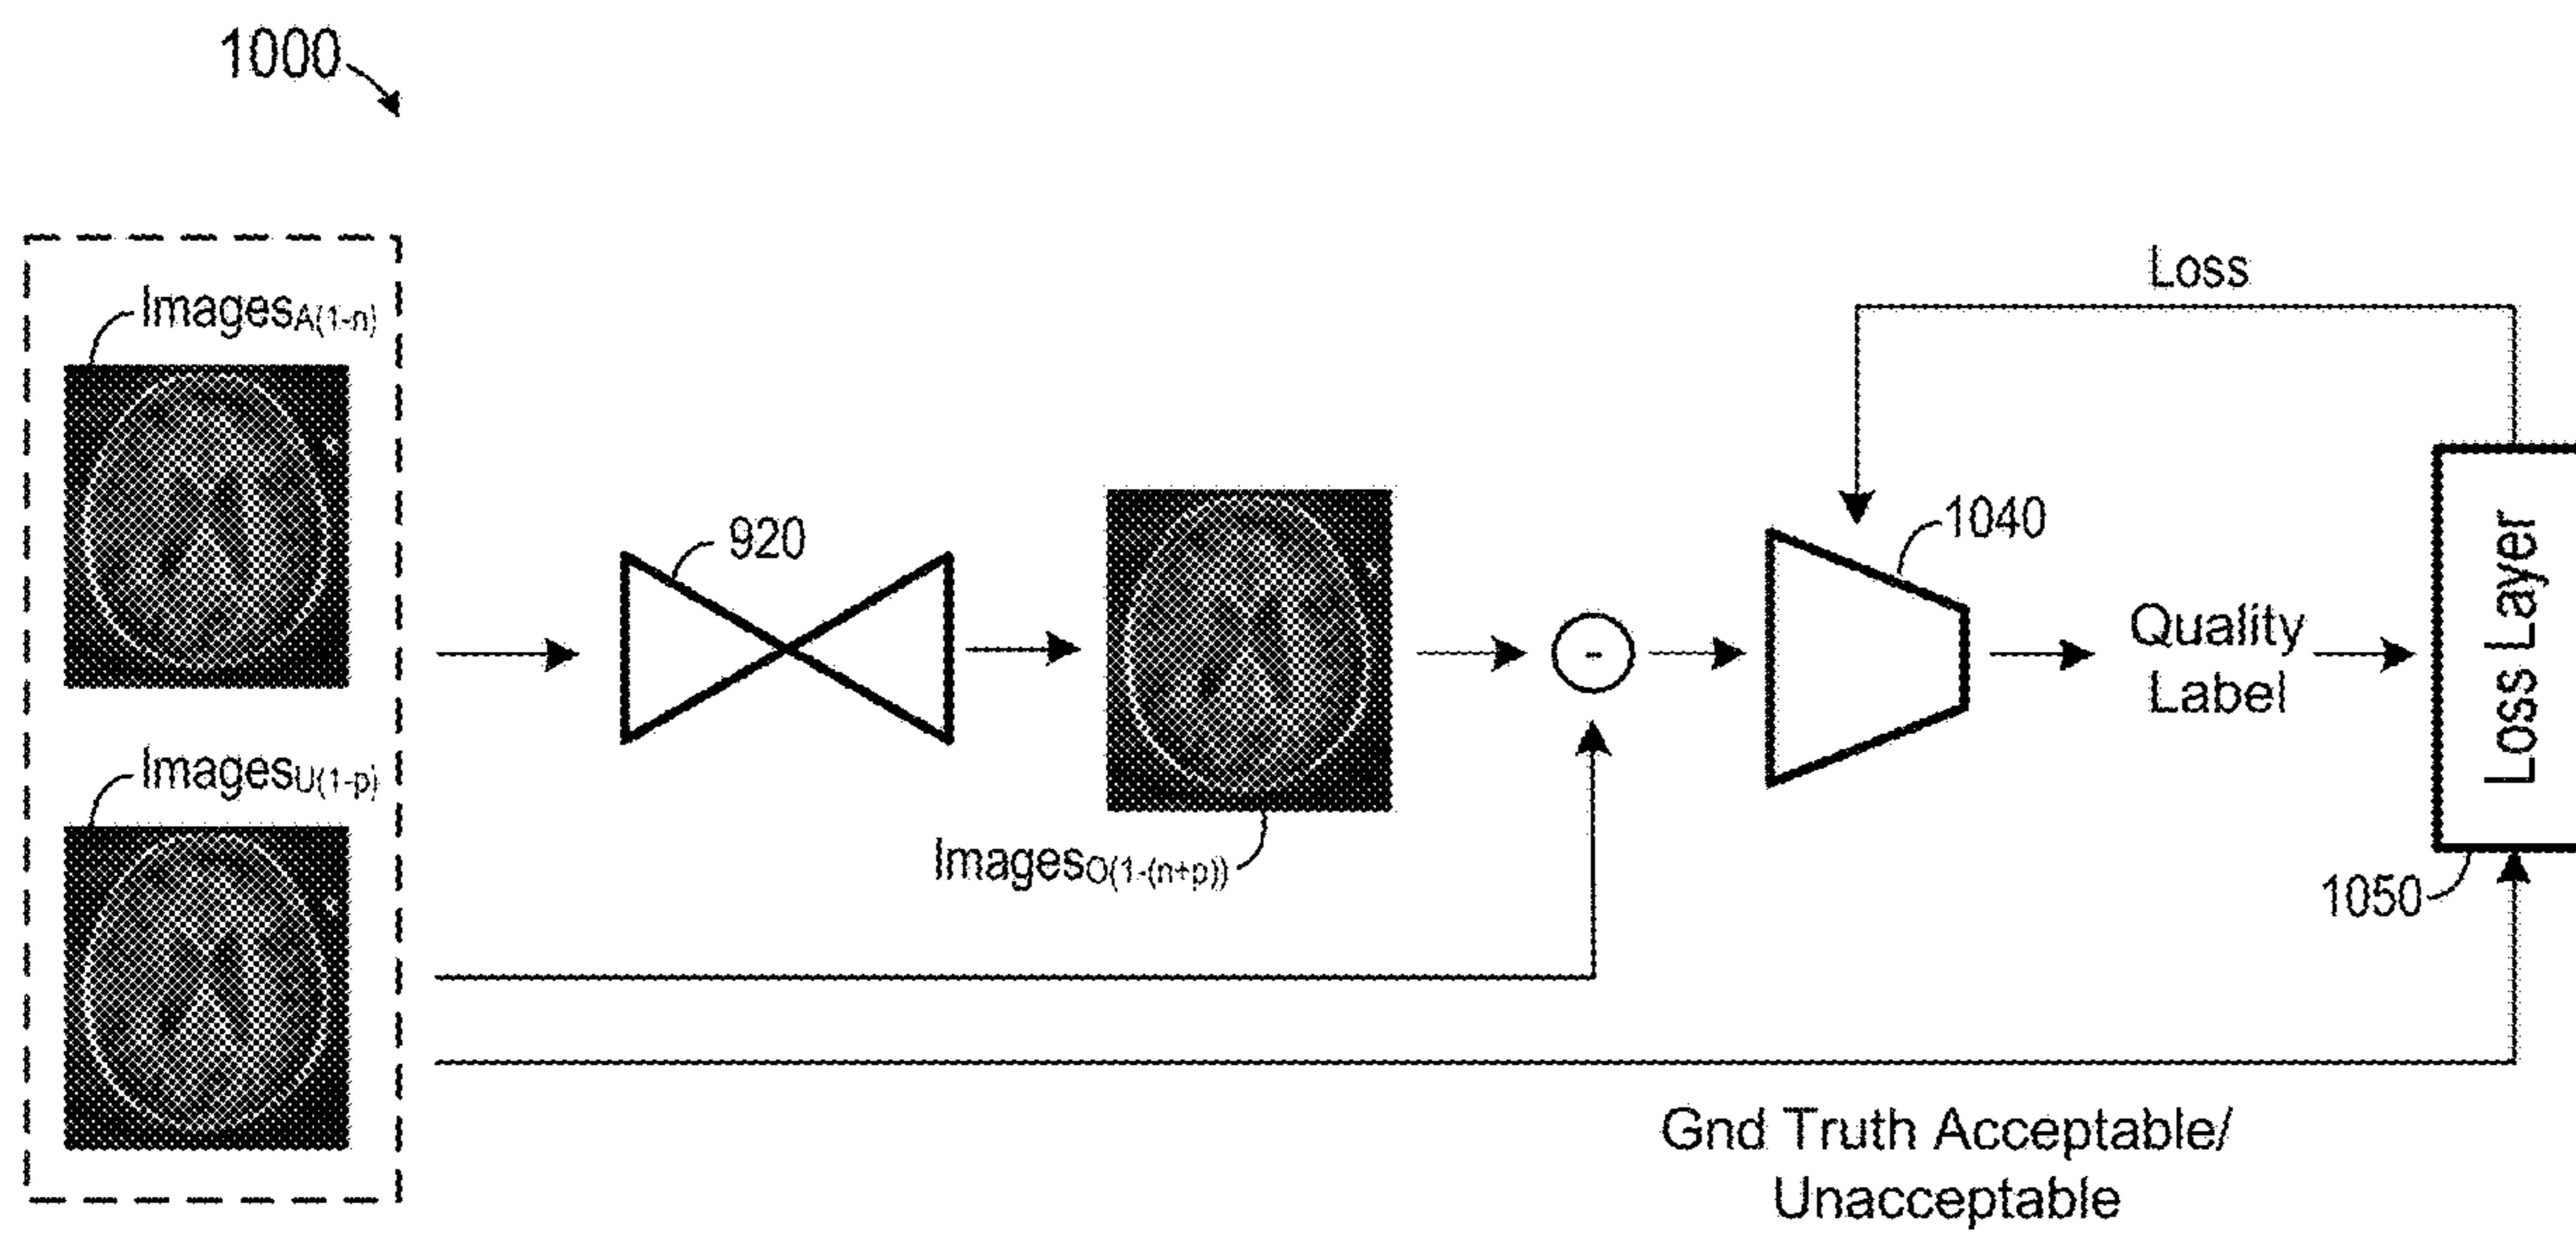 1000
Images A(1-n)
Loss
920
1040
Quality
Label
Loss Layer
Images U(1-p)
-
Images O(1-(n+p))
1050
Gnd Truth Acceptable/
Unacceptable